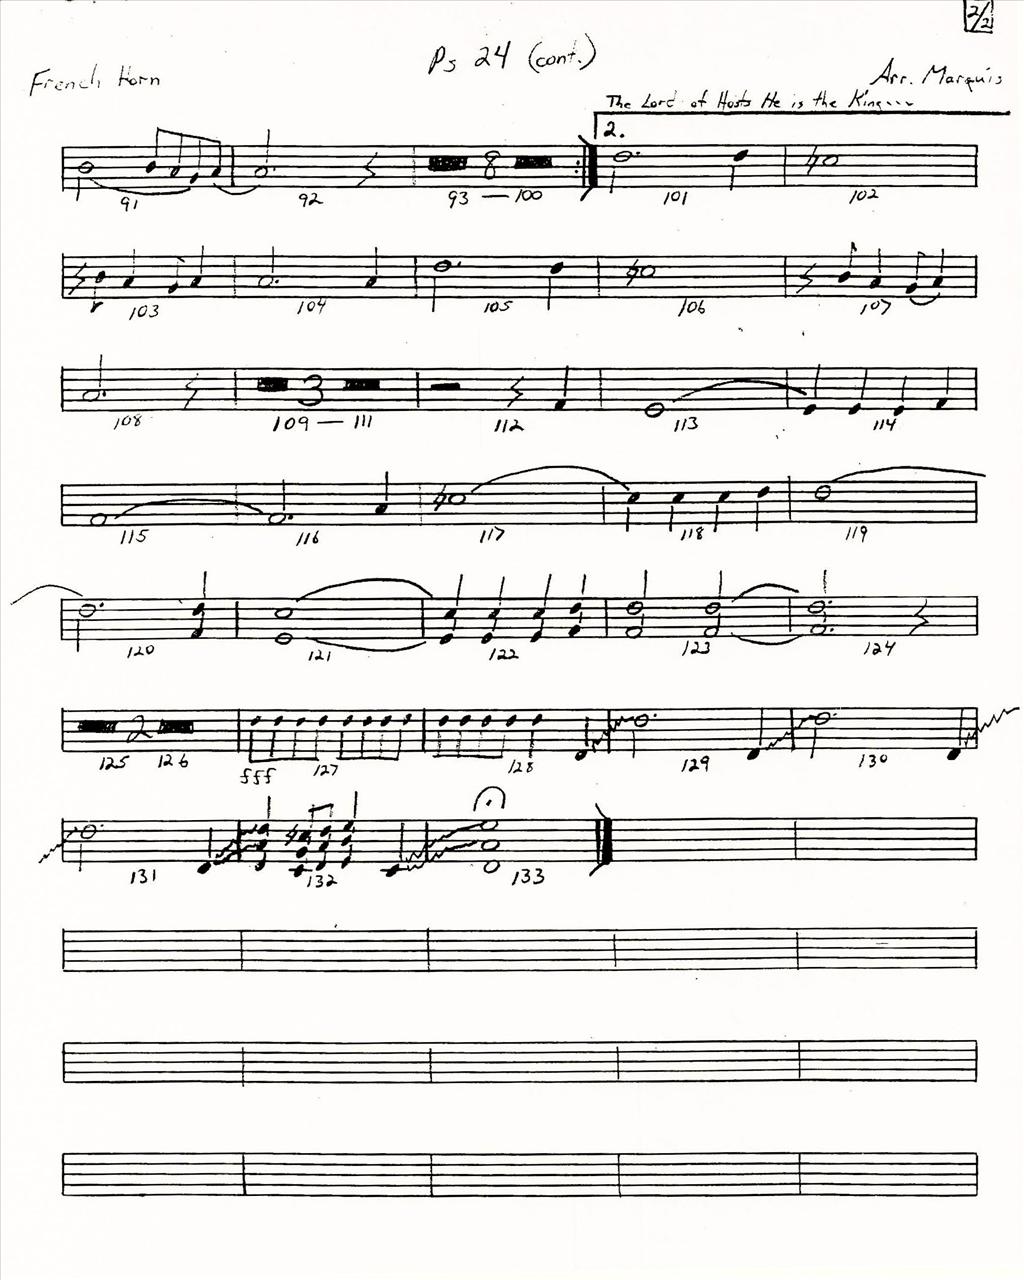 2/2
Ps 24 (cont.)
French Horn
Arr. Marquis
The Lord of Hosts He is the King...
2.
8
91 92 93 — 100 101 102
103 104 105 106 107
3
108 109 — 111 112 113 114
115 116 117 118 119
120 121 122 123 124
2
125 126 127 128 129 130
fff
131 132 133